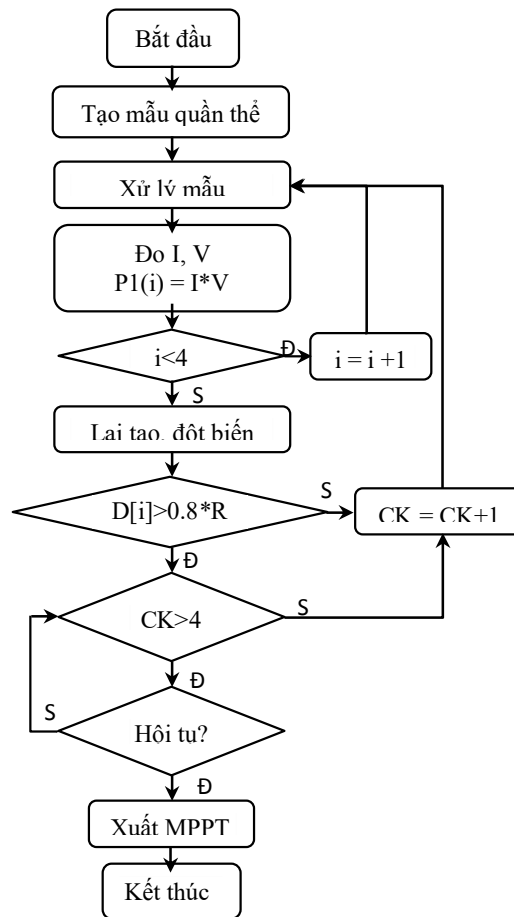 Bắt đầu
Tạo mẫu quần thể
Xử lý mẫu
Đo I, V
P1(i) = I*V
i<4
Đ
i = i +1
S
Lai tạo, đột biến
D[i]>0.8*R
S
CK = CK+1
Đ
CK>4
S
Đ
S
Hội tụ?
Đ
Xuất MPPT
Kết thúc